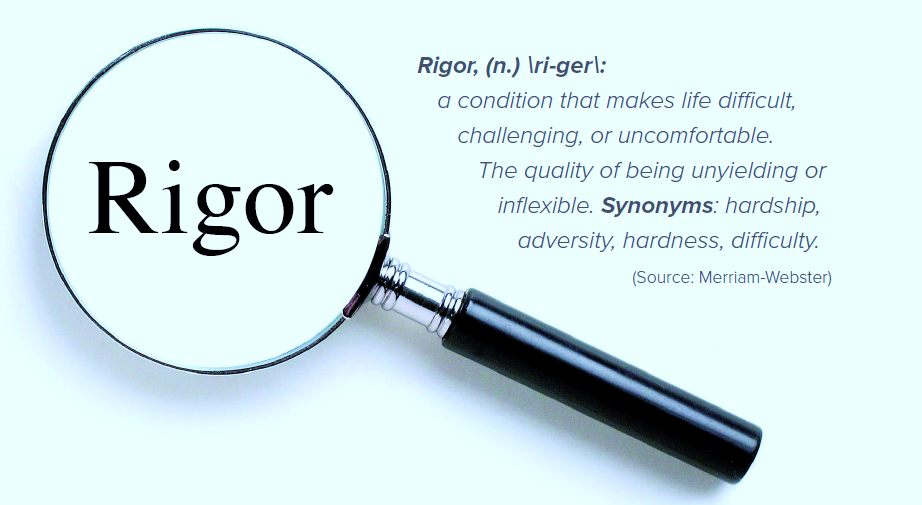 Rigor
Rigor, (n.) \ri-ger\:
a condition that makes life difficult,
challenging, or uncomfortable.
The quality of being unyielding or
inflexible. Synonyms: hardship,
adversity, hardness, difficulty.
(Source: Merriam-Webster)